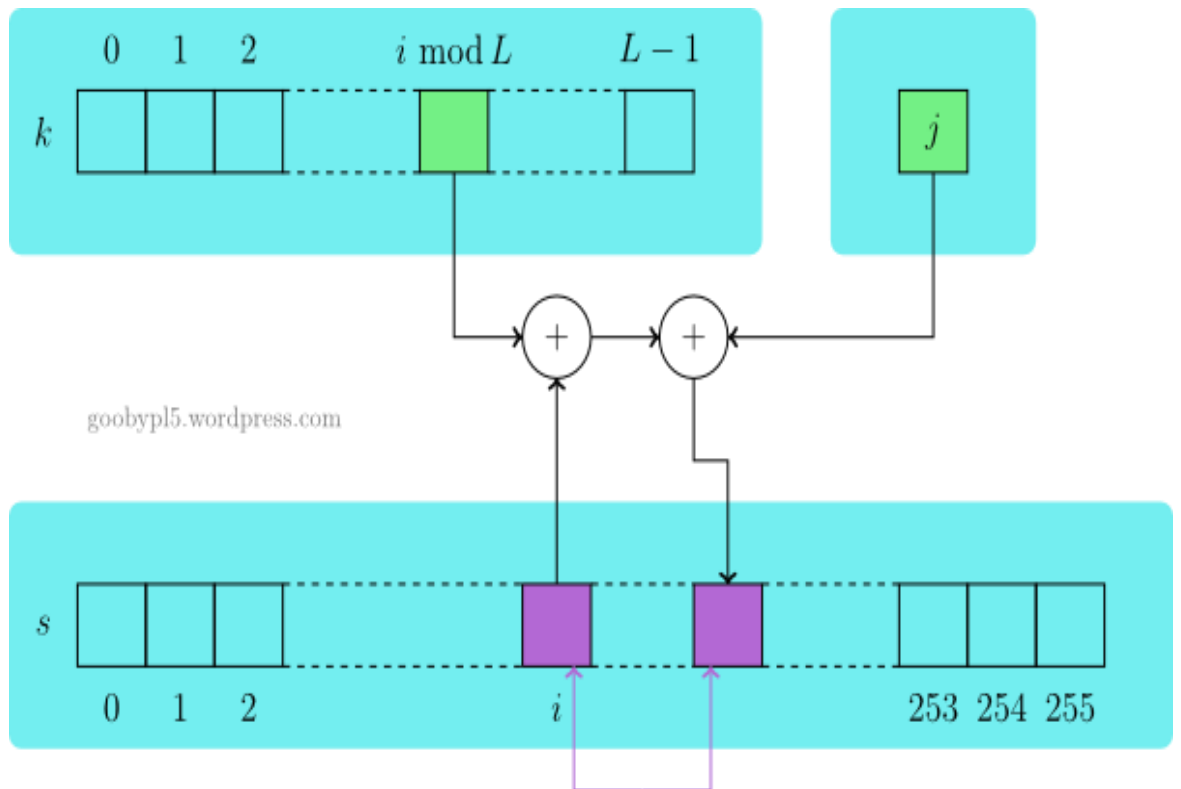 0 1 2 i mod L L − 1
k
j
+ +
goobypl5.wordpress.com
s
0 1 2 i 253 254 255